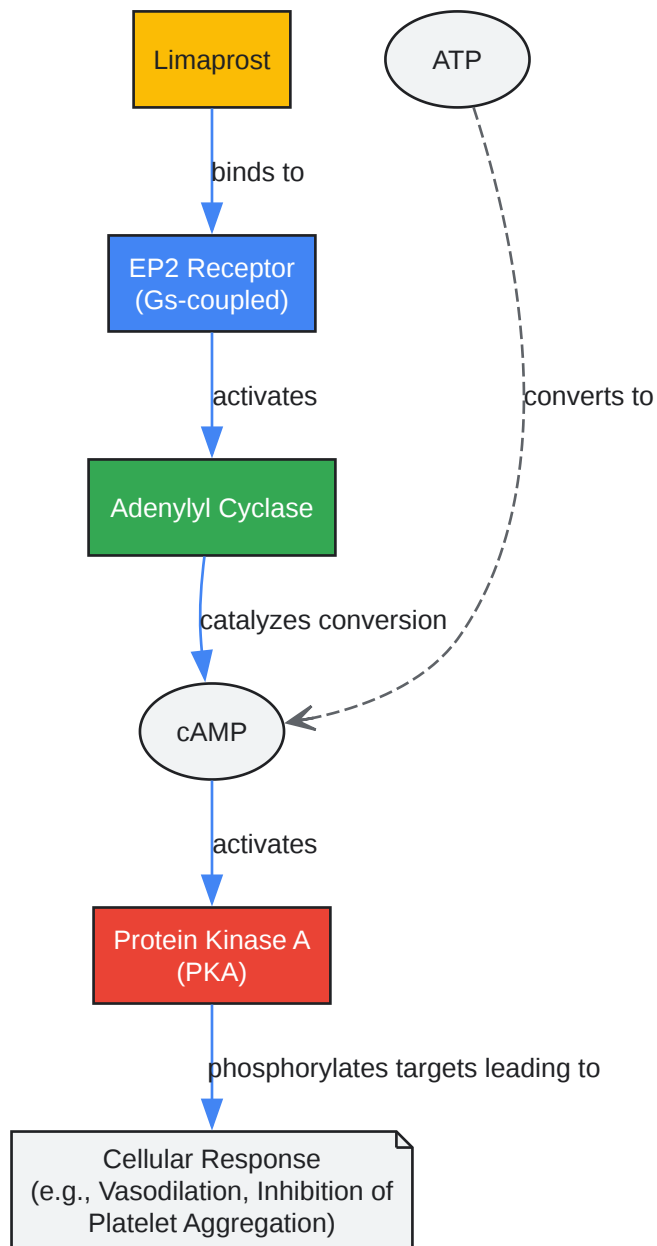 Limaprost
ATP
binds to
EP2 Receptor
(Gs-coupled)
activates
converts to
Adenylyl Cyclase
catalyzes conversion
cAMP
activates
Protein Kinase A
(PKA)
phosphorylates targets leading to
Cellular Response
(e.g., Vasodilation, Inhibition of
Platelet Aggregation)